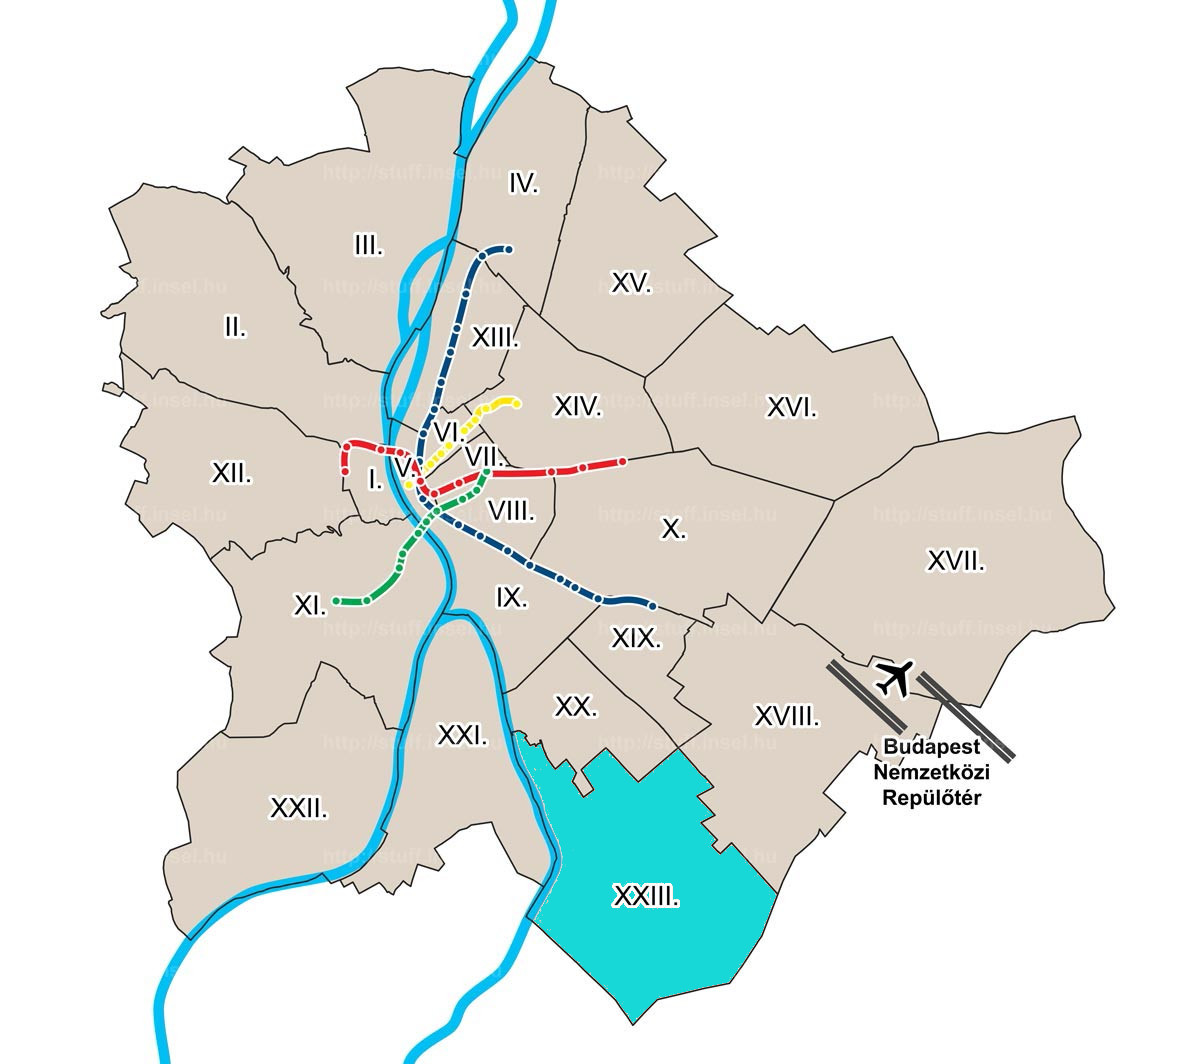 IV.
III.
XV.
II.
XIII.
XIV.
XVI.
VI.
VII.
V.
XII.
I.
VIII.
X.
XVII.
XI.
IX.
XIX.
XX.
XVIII.
XXI.
Budapest
Nemzetközi
Repülőtér
XXII.
XXIII.
http://stuff.insel.hu